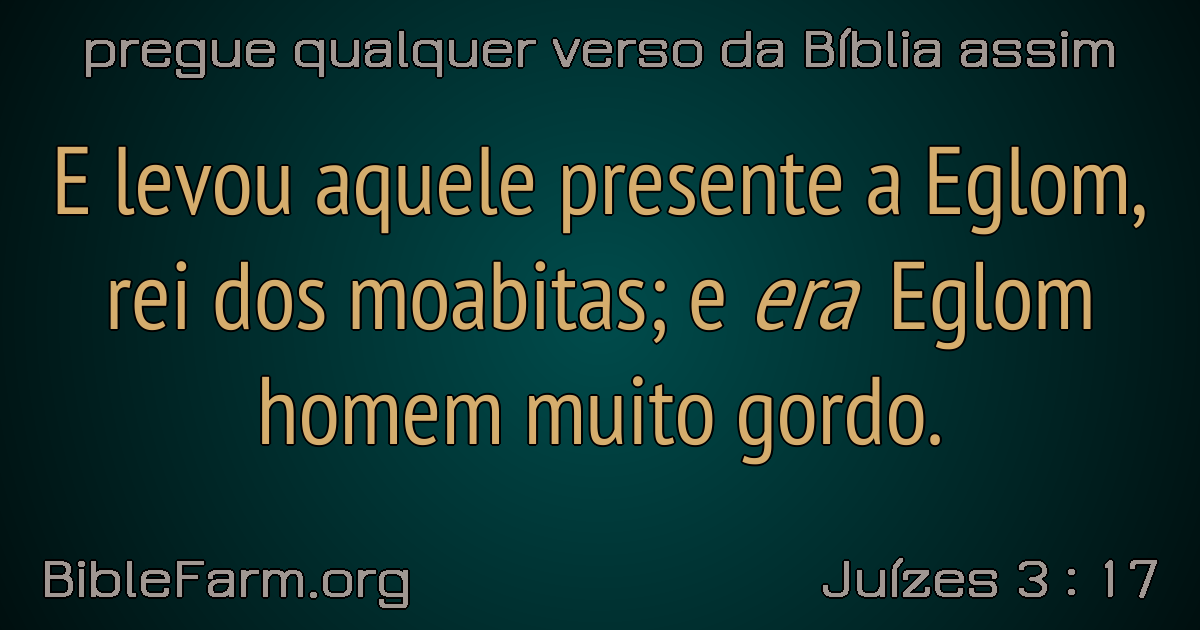 pregue qualquer verso da Bíblia assim
E levou aquele presente a Eglom,
rei dos moabitas; e era Eglom
homem muito gordo.
BibleFarm.org
Juízes 3 : 17